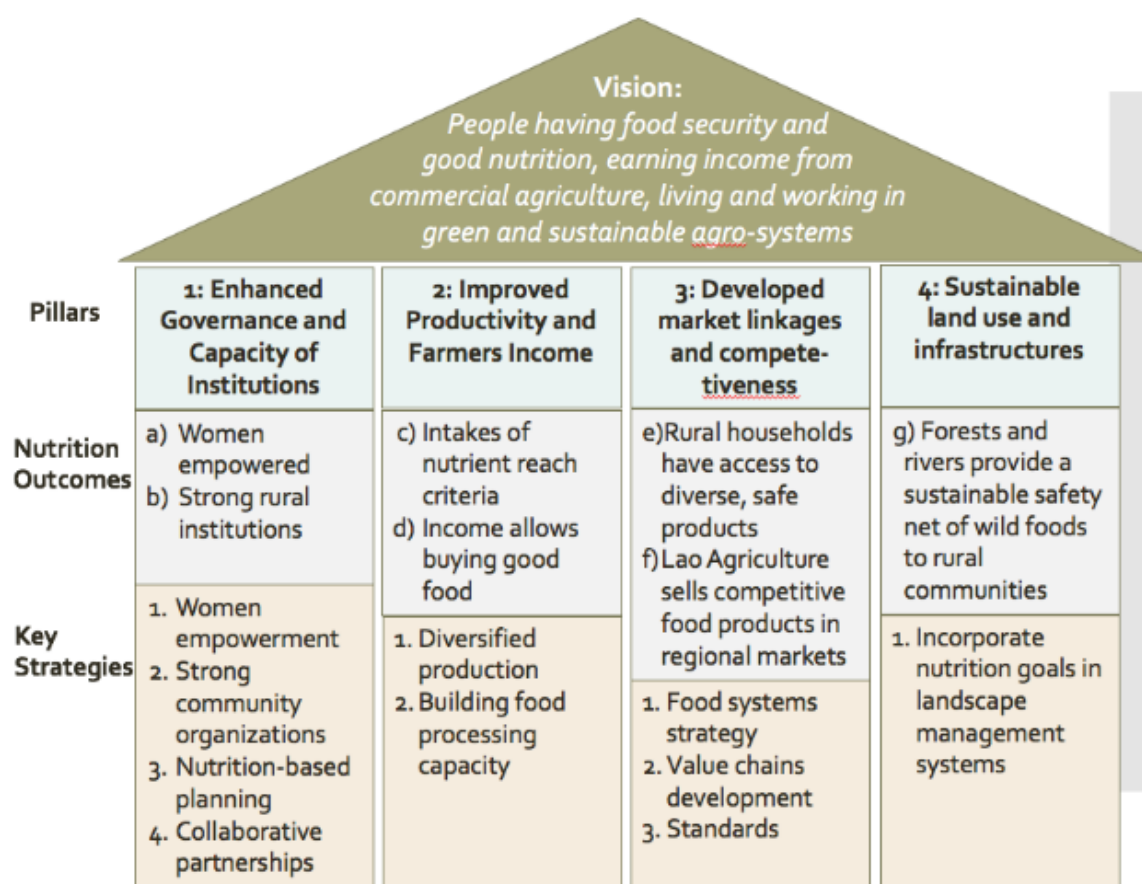 Vision:
People having food security and
good nutrition, earning income from
commercial agriculture, living and working in
green and sustainable agro-systems
Pillars
1: Enhanced
Governance and
Capacity of
Institutions
2: Improved
Productivity and
Farmers Income
3: Developed
market linkages
and compete-
tiveness
4: Sustainable
land use and
infrastructures
Nutrition
Outcomes
a) Women
empowered
b) Strong rural
institutions
c) Intakes of
nutrient reach
criteria
d) Income allows
buying good
food
e)Rural households
have access to
diverse, safe
products
f)Lao Agriculture
sells competitive
food products in
regional markets
g) Forests and
rivers provide a
sustainable safety
net of wild foods
to rural
communities
Key
Strategies
1. Women
empowerment
2. Strong
community
organizations
3. Nutrition-based
planning
4. Collaborative
partnerships
1. Diversified
production
2. Building food
processing
capacity
1. Food systems
strategy
2. Value chains
development
3. Standards
1. Incorporate
nutrition goals in
landscape
management
systems